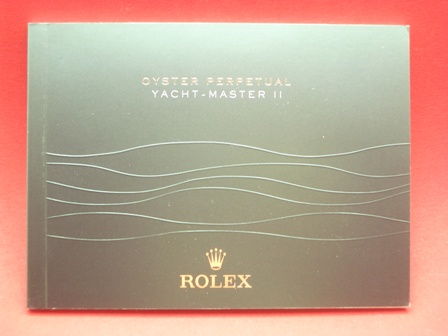 OYSTER PERPETUAL
YACHT-MASTER II
ROLEX